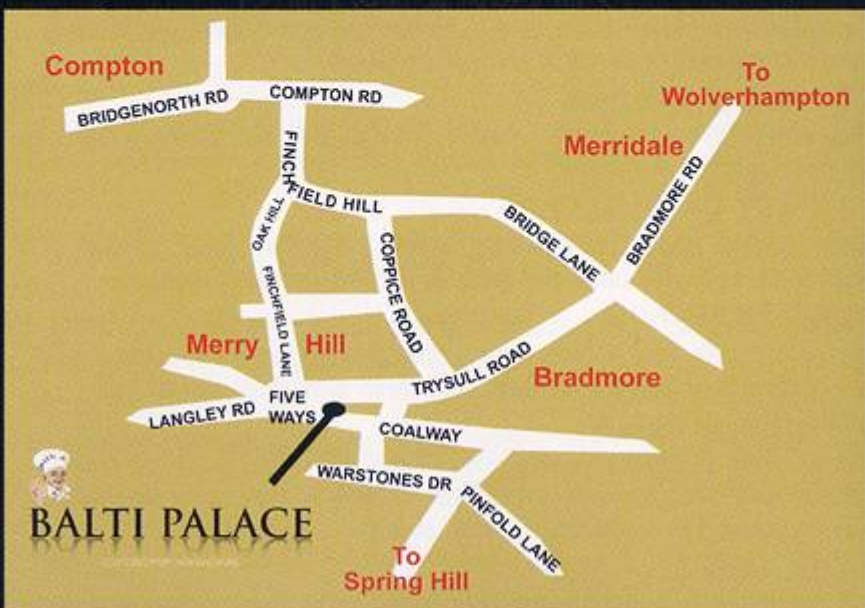 Compton
To
Wolverhampton
BRIDGENORTH RD
COMPTON RD
Merridale
FINCHFIELD HILL
BRADMORE RD
OAK HILL
BRIDGE LANE
COPPICE ROAD
FINCHFIELD LANE
Merry Hill
TRYSULL ROAD
Bradmore
FIVE
WAYS
LANGLEY RD
COALWAY
WARSTONES DR
PINFOLD LANE
BALTI PALACE
To
Spring Hill